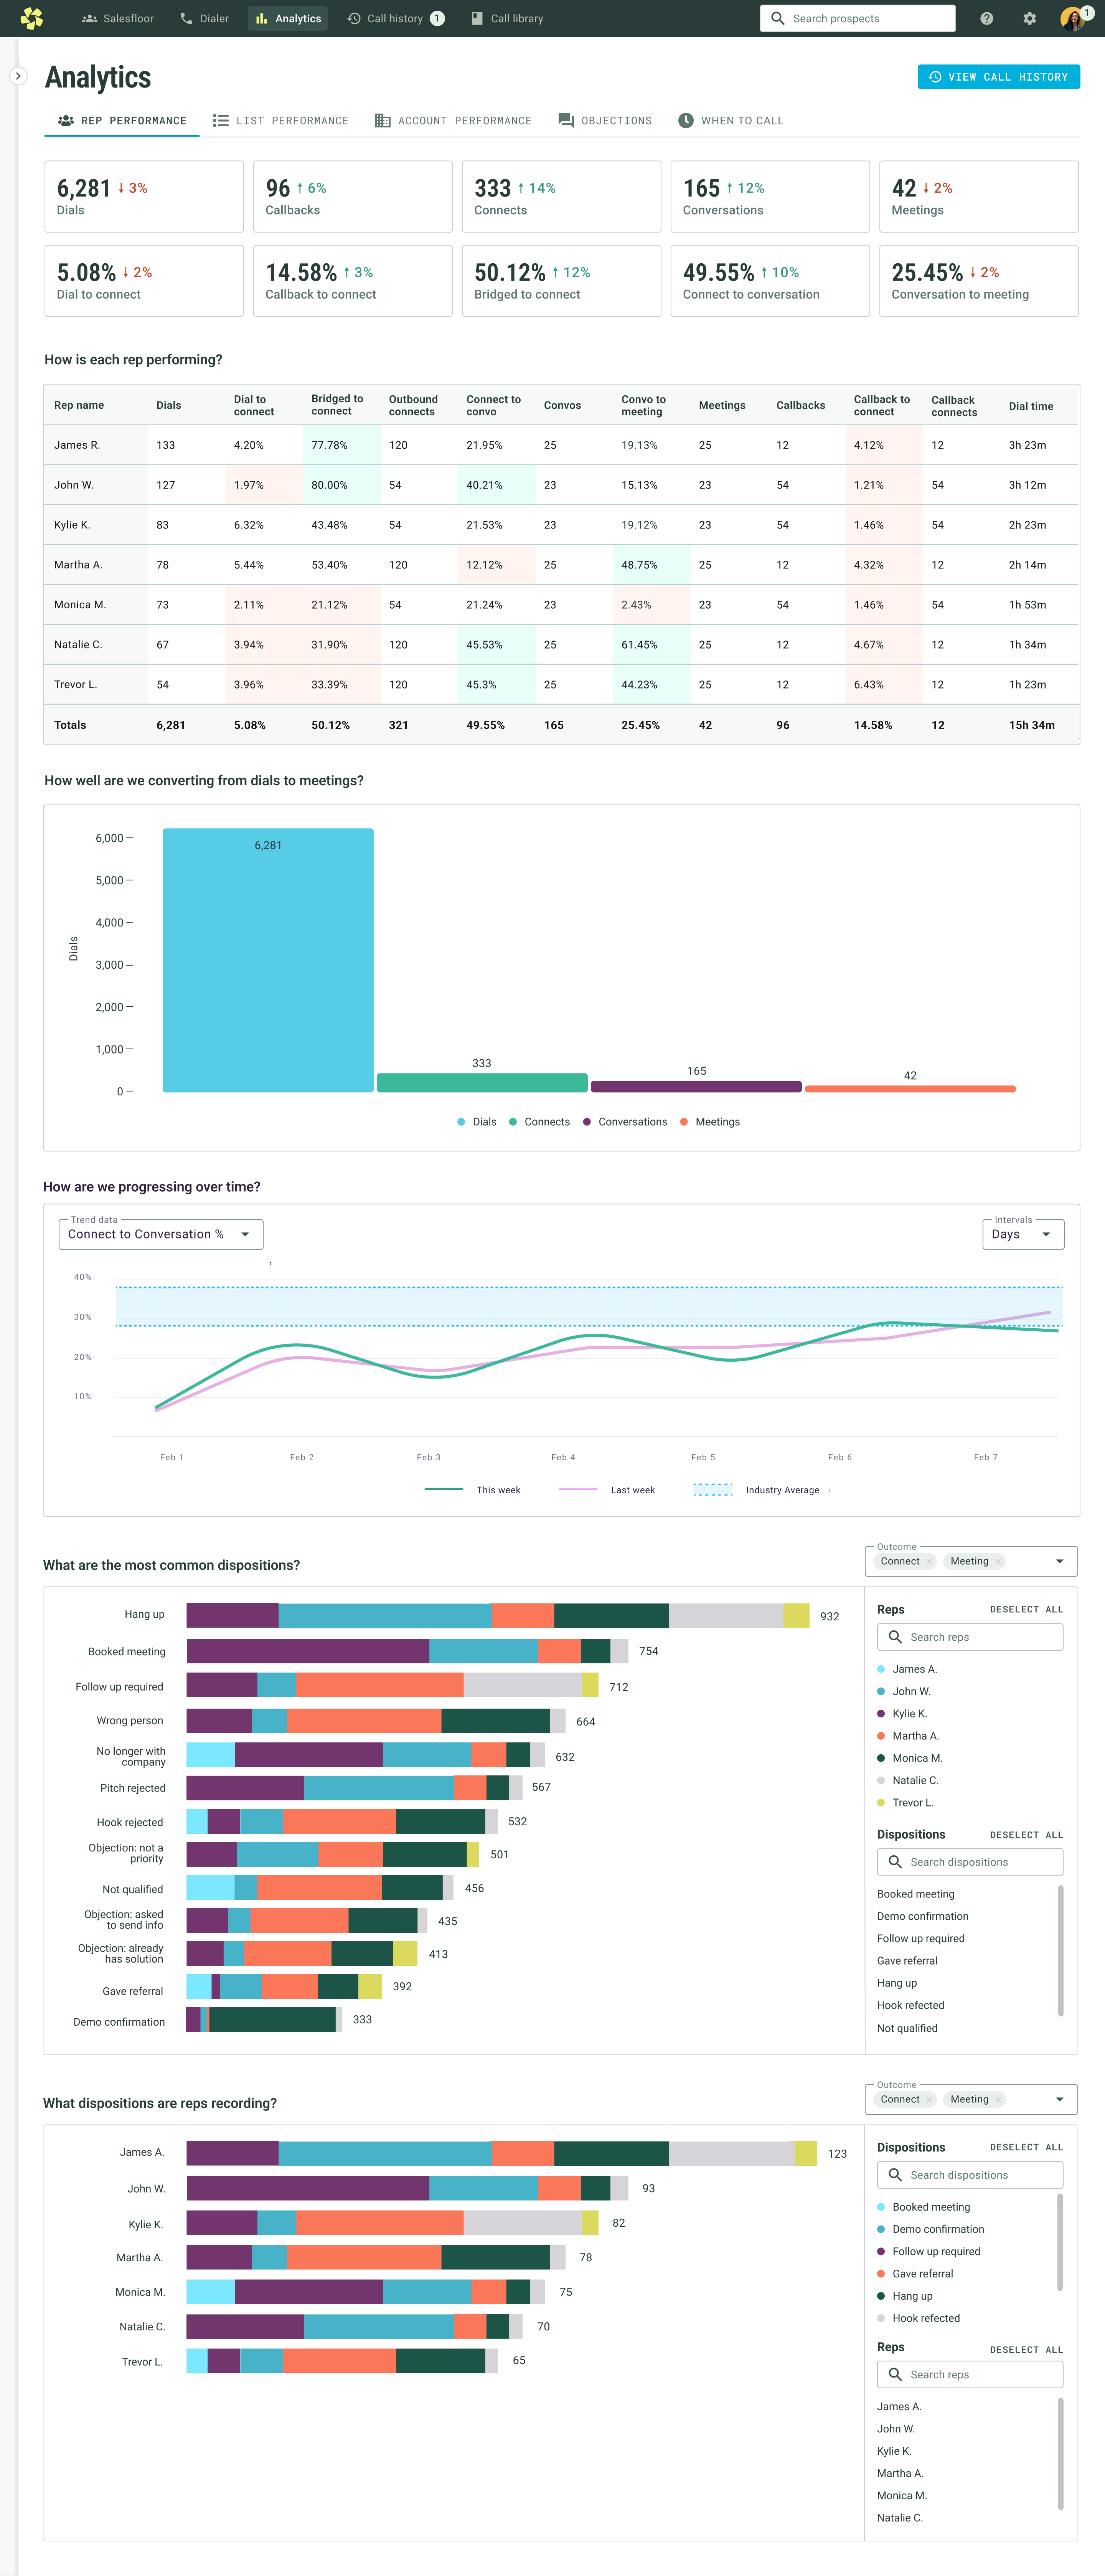 Salesfloor Dialer Analytics Call history 1 Call library Search prospects 1
Analytics
VIEW CALL HISTORY
REP PERFORMANCE LIST PERFORMANCE ACCOUNT PERFORMANCE OBJECTIONS WHEN TO CALL
6,281 ↓ 3% 96 ↑ 6% 333 ↑ 14% 165 ↑ 12% 42 ↓ 2%
Dials Callbacks Connects Conversations Meetings
5.08% ↓ 2% 14.58% ↑ 3% 50.12% ↑ 12% 49.55% ↑ 10% 25.45% ↓ 2%
Dial to connect Callback to connect Bridged to connect Connect to conversation Conversation to meeting
How is each rep performing?
Rep name Dials Dial to connect Bridged to connect Outbound connects Connect to convo Convos Convo to meeting Meetings Callbacks Callback to connect Callback connects Dial time
James R. 133 4.20% 77.78% 120 21.95% 25 19.13% 25 12 4.12% 12 3h 23m
John W. 127 1.97% 80.00% 54 40.21% 23 15.13% 23 54 1.21% 54 3h 12m
Kylie K. 83 6.32% 43.48% 54 21.53% 23 19.12% 23 54 1.46% 54 2h 23m
Martha A. 78 5.44% 53.40% 120 12.12% 25 48.75% 25 12 4.32% 12 2h 14m
Monica M. 73 2.11% 21.12% 54 21.24% 23 2.43% 23 54 1.46% 54 1h 53m
Natalie C. 67 3.94% 31.90% 120 45.53% 25 61.45% 25 12 4.67% 12 1h 34m
Trevor L. 54 3.96% 33.39% 120 45.3% 25 44.23% 25 12 6.43% 12 1h 23m
Totals 6,281 5.08% 50.12% 321 49.55% 165 25.45% 42 96 14.58% 12 15h 34m
How well are we converting from dials to meetings?
Dials
6,000
5,000
4,000
3,000
2,000
1,000
0
6,281
333
165
42
Dials Connects Conversations Meetings
How are we progressing over time?
Trend data
Connect to Conversation %
Intervals
Days
40%
30%
20%
10%
Feb 1 Feb 2 Feb 3 Feb 4 Feb 5 Feb 6 Feb 7
This week Last week Industry Average
What are the most common dispositions?
Outcome
Connect Meeting
Hang up 932
Booked meeting 754
Follow up required 712
Wrong person 664
No longer with
company 632
Pitch rejected 567
Hook rejected 532
Objection: not a
priority 501
Not qualified 456
Objection: asked
to send info 435
Objection: already
has solution 413
Gave referral 392
Demo confirmation 333
Reps DESELECT ALL
Search reps
James A.
John W.
Kylie K.
Martha A.
Monica M.
Natalie C.
Trevor L.
Dispositions DESELECT ALL
Search dispositions
Booked meeting
Demo confirmation
Follow up required
Gave referral
Hang up
Hook refected
Not qualified
What dispositions are reps recording?
Outcome
Connect Meeting
James A. 123
John W. 93
Kylie K. 82
Martha A. 78
Monica M. 75
Natalie C. 70
Trevor L. 65
Dispositions DESELECT ALL
Search dispositions
Booked meeting
Demo confirmation
Follow up required
Gave referral
Hang up
Hook refected
Reps DESELECT ALL
Search reps
James A.
John W.
Kylie K.
Martha A.
Monica M.
Natalie C.